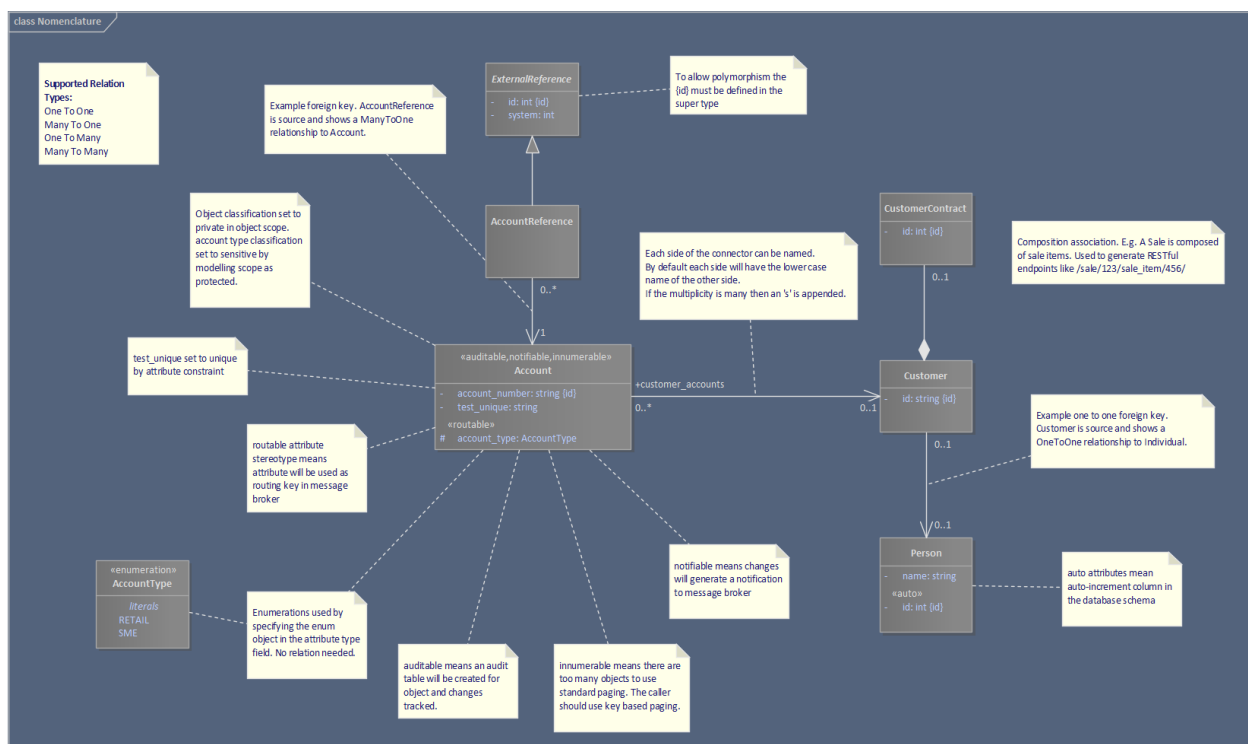 class Nomenclature
Supported Relation
Types:
One To One
Many To One
One To Many
Many To Many
Example foreign key. AccountReference
is source and shows a ManyToOne
relationship to Account.
ExternalReference
- id: int {id}
- system: int
To allow polymorphism the
{id} must be defined in the
super type
Object classification set to
private in object scope.
account type classification
set to sensitive by
modelling scope as
protected.
AccountReference
0..*
1
Each side of the connector can be named.
By default each side will have the lower case
name of the other side.
If the multiplicity is many then an 's' is appended.
CustomerContract
- id: int {id}
0..1
Composition association. E.g. A Sale is composed
of sale items. Used to generate RESTful
endpoints like /sale/123/sale_item/456/
test_unique set to unique
by attribute constraint
«auditable,notifiable,innumerable»
Account
- account_number: string {id}
- test_unique: string
«routable»
# account_type: AccountType
+customer_accounts
0..*
0..1
Customer
- id: string {id}
0..1
Example one to one foreign key.
Customer is source and shows a
OneToOne relationship to Individual.
routable attribute
stereotype means
attribute will be used as
routing key in message
broker
0..1
Person
- name: string
«auto»
- id: int {id}
auto attributes mean
auto-increment column in
the database schema
notifiable means changes
will generate a notification
to message broker
«enumeration»
AccountType
literals
RETAIL
SME
Enumerations used by
specifying the enum
object in the attribute type
field. No relation needed.
auditable means an audit
table will be created for
object and changes
tracked.
innumerable means there are
too many objects to use
standard paging. The caller
should use key based paging.